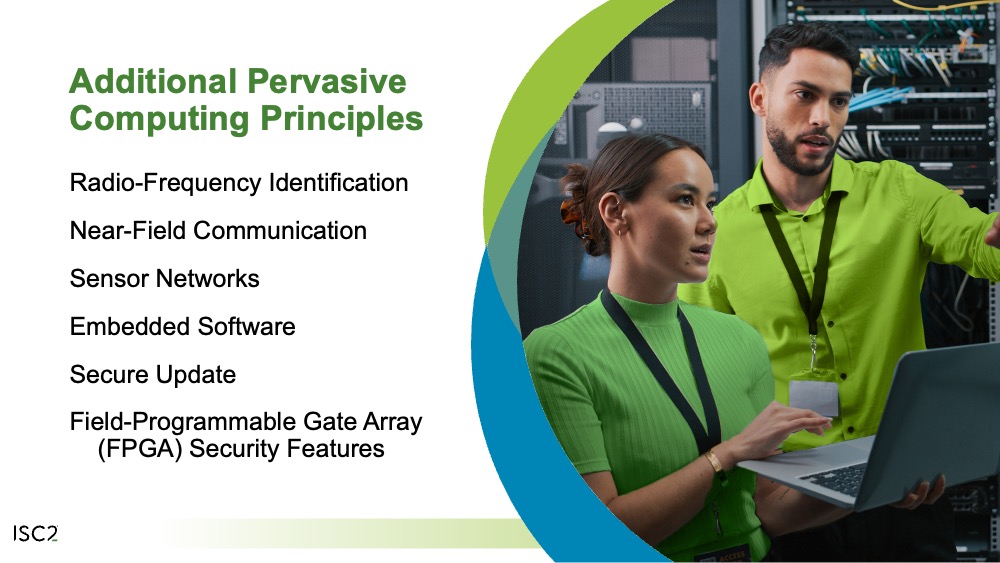 Additional Pervasive
Computing Principles
Radio-Frequency Identification
Near-Field Communication
Sensor Networks
Embedded Software
Secure Update
Field-Programmable Gate Array
(FPGA) Security Features
ISC2
ACCESS